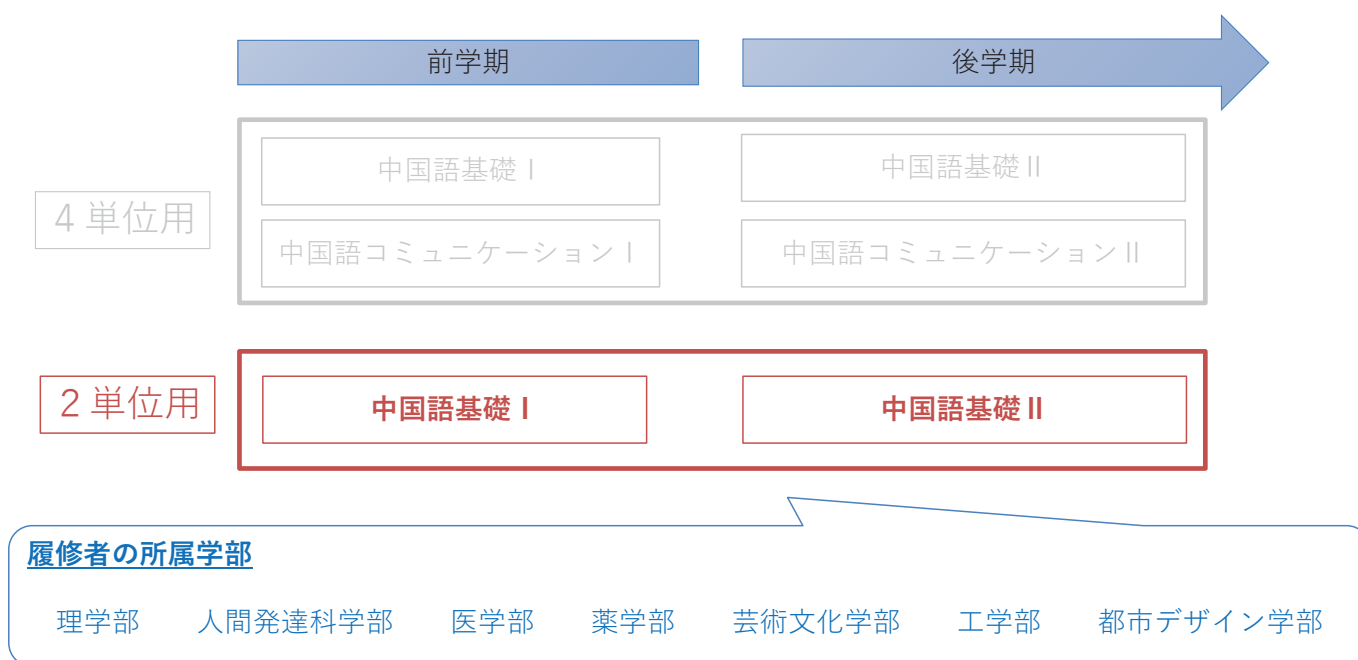 前学期 後学期
中国語基礎Ⅰ 中国語基礎Ⅱ
4単位用
中国語コミュニケーションⅠ 中国語コミュニケーションⅡ
2単位用 中国語基礎Ⅰ 中国語基礎Ⅱ
履修者の所属学部
理学部 人間発達科学部 医学部 薬学部 芸術文化学部 工学部 都市デザイン学部